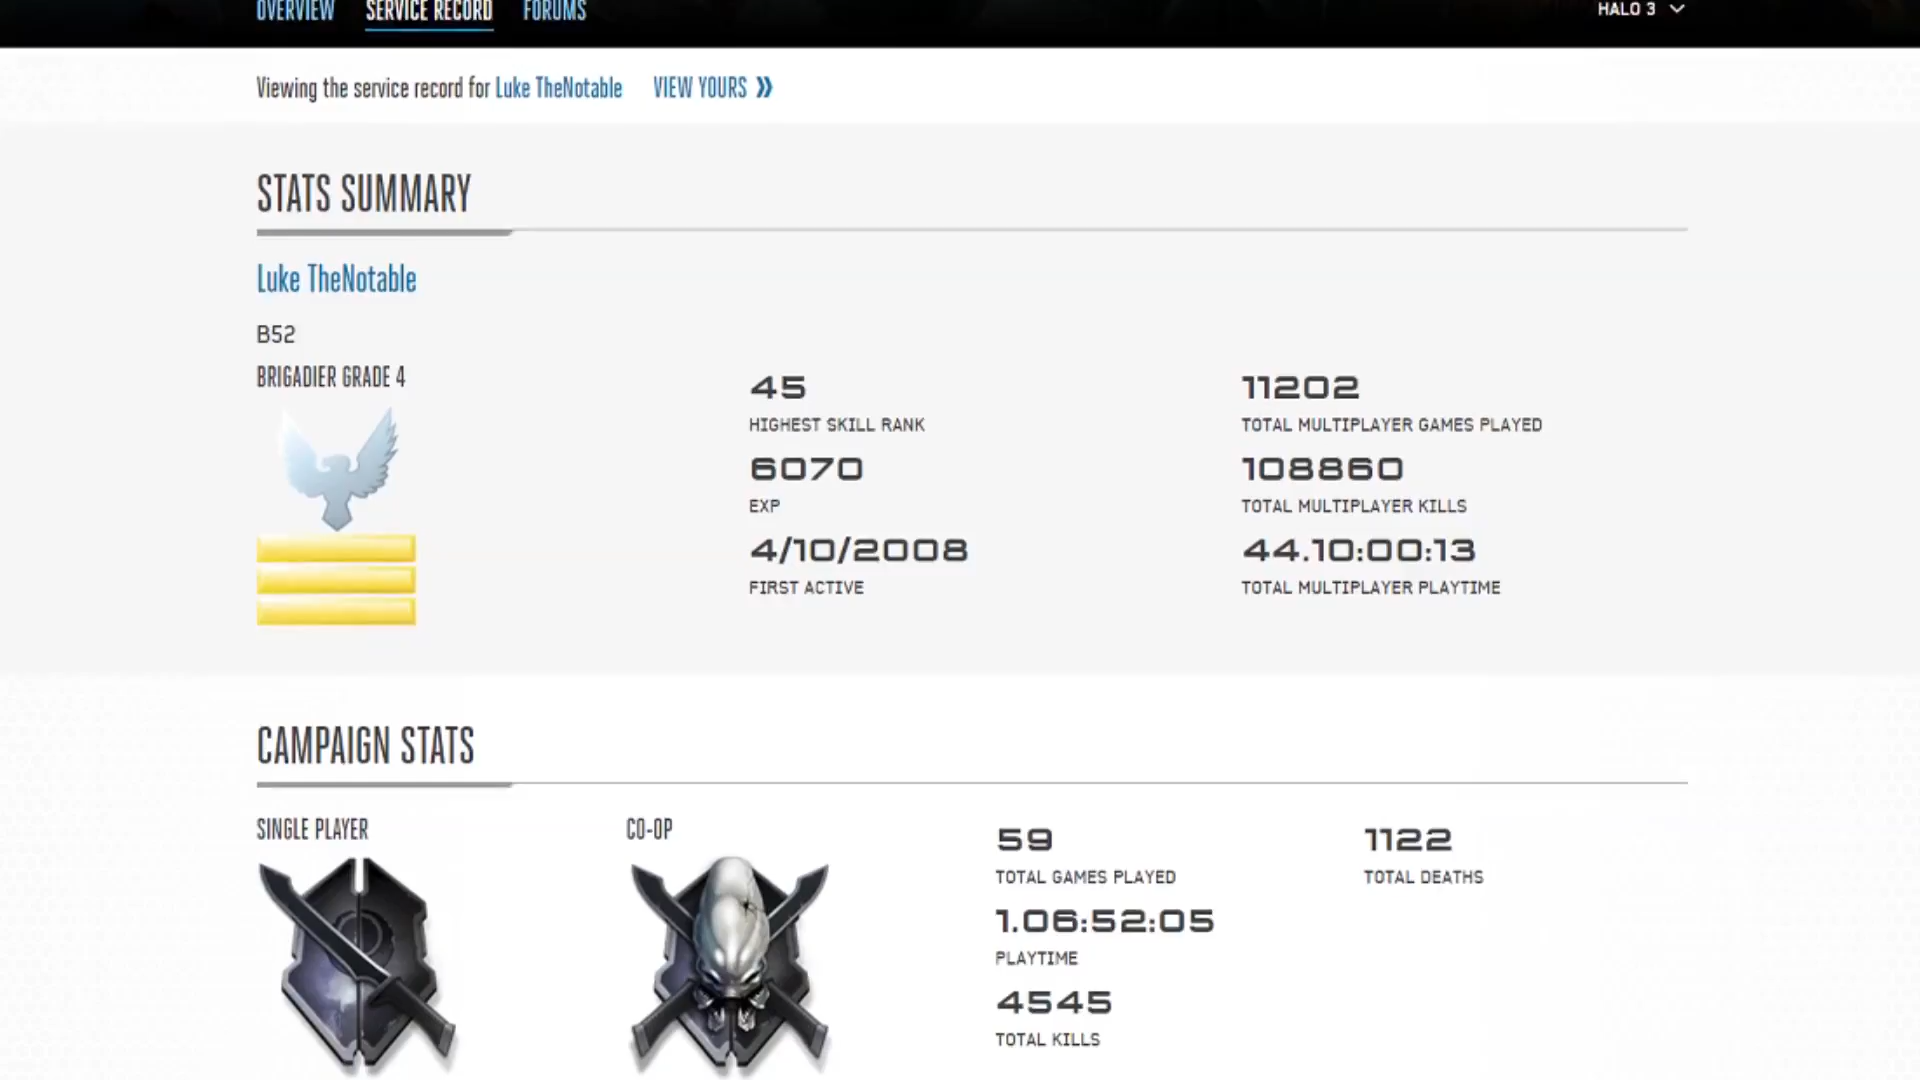 OVERVIEW SERVICE RECORD FORUMS HALO 3
Viewing the service record for Luke TheNotable VIEW YOURS »
STATS SUMMARY
Luke TheNotable
B52
BRIGADIER GRADE 4
45
HIGHEST SKILL RANK
6070
EXP
4/10/2008
FIRST ACTIVE
11202
TOTAL MULTIPLAYER GAMES PLAYED
108860
TOTAL MULTIPLAYER KILLS
44.10:00:13
TOTAL MULTIPLAYER PLAYTIME
CAMPAIGN STATS
SINGLE PLAYER
CO-OP
59
TOTAL GAMES PLAYED
1.06:52:05
PLAYTIME
4545
TOTAL KILLS
1122
TOTAL DEATHS